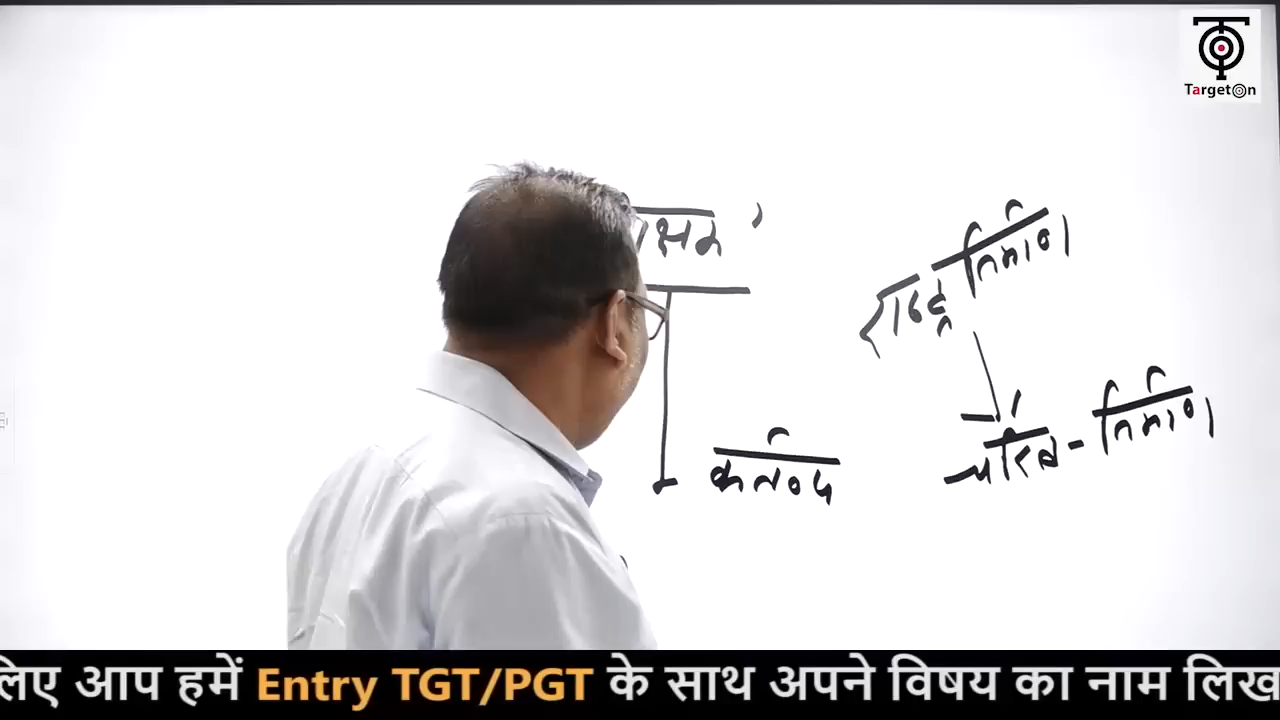 TargetOn
राष्ट्र निर्माण
चरित्र - निर्माण
कर्तव्य
लिए आप हमें Entry TGT/PGT के साथ अपने विषय का नाम लिख